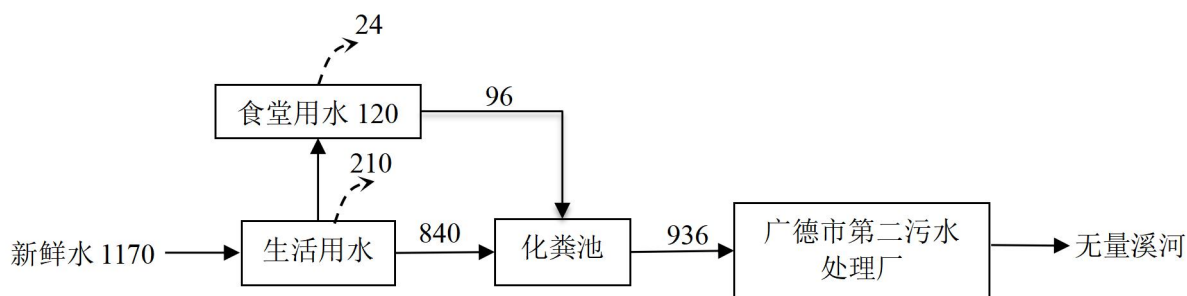 24
食堂用水 120
96
210
新鲜水 1170
生活用水
840
化粪池
936
广德市第二污水
处理厂
无量溪河